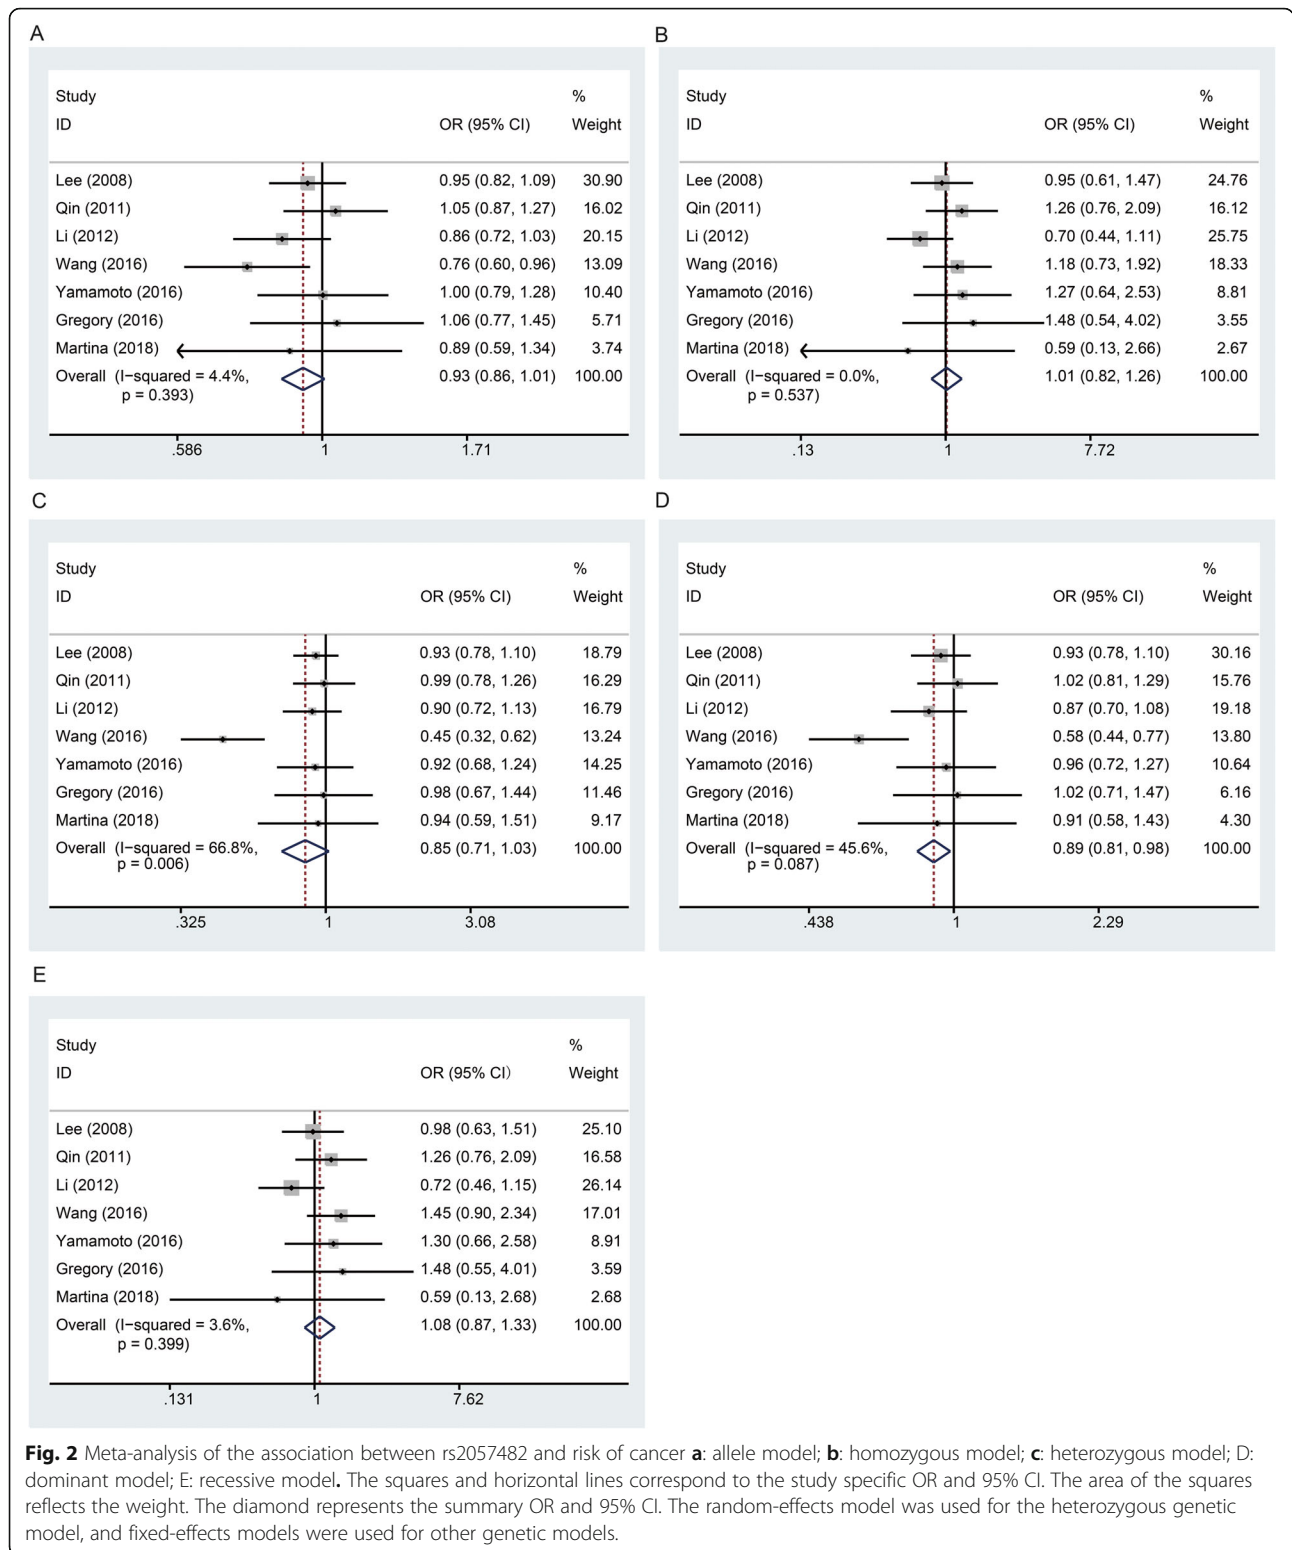 A
Study %
ID OR (95% CI) Weight
Lee (2008) 0.95 (0.82, 1.09) 30.90
Qin (2011) 1.05 (0.87, 1.27) 16.02
Li (2012) 0.86 (0.72, 1.03) 20.15
Wang (2016) 0.76 (0.60, 0.96) 13.09
Yamamoto (2016) 1.00 (0.79, 1.28) 10.40
Gregory (2016) 1.06 (0.77, 1.45) 5.71
Martina (2018) 0.89 (0.59, 1.34) 3.74
Overall (I-squared = 4.4%, 0.93 (0.86, 1.01) 100.00
p = 0.393)
.586 1 1.71
B
Study %
ID OR (95% CI) Weight
Lee (2008) 0.95 (0.61, 1.47) 24.76
Qin (2011) 1.26 (0.76, 2.09) 16.12
Li (2012) 0.70 (0.44, 1.11) 25.75
Wang (2016) 1.18 (0.73, 1.92) 18.33
Yamamoto (2016) 1.27 (0.64, 2.53) 8.81
Gregory (2016) 1.48 (0.54, 4.02) 3.55
Martina (2018) 0.59 (0.13, 2.66) 2.67
Overall (I-squared = 0.0%, 1.01 (0.82, 1.26) 100.00
p = 0.537)
.13 1 7.72
C
Study %
ID OR (95% CI) Weight
Lee (2008) 0.93 (0.78, 1.10) 18.79
Qin (2011) 0.99 (0.78, 1.26) 16.29
Li (2012) 0.90 (0.72, 1.13) 16.79
Wang (2016) 0.45 (0.32, 0.62) 13.24
Yamamoto (2016) 0.92 (0.68, 1.24) 14.25
Gregory (2016) 0.98 (0.67, 1.44) 11.46
Martina (2018) 0.94 (0.59, 1.51) 9.17
Overall (I−squared = 66.8%, 0.85 (0.71, 1.03) 100.00
p = 0.006)
.325 1 3.08
D
Study %
ID OR (95% CI) Weight
Lee (2008) 0.93 (0.78, 1.10) 30.16
Qin (2011) 1.02 (0.81, 1.29) 15.76
Li (2012) 0.87 (0.70, 1.08) 19.18
Wang (2016) 0.58 (0.44, 0.77) 13.80
Yamamoto (2016) 0.96 (0.72, 1.27) 10.64
Gregory (2016) 1.02 (0.71, 1.47) 6.16
Martina (2018) 0.91 (0.58, 1.43) 4.30
Overall (I−squared = 45.6%, 0.89 (0.81, 0.98) 100.00
p = 0.087)
.438 1 2.29
E
Study %
ID OR (95% CI) Weight
Lee (2008) 0.98 (0.63, 1.51) 25.10
Qin (2011) 1.26 (0.76, 2.09) 16.58
Li (2012) 0.72 (0.46, 1.15) 26.14
Wang (2016) 1.45 (0.90, 2.34) 17.01
Yamamoto (2016) 1.30 (0.66, 2.58) 8.91
Gregory (2016) 1.48 (0.55, 4.01) 3.59
Martina (2018) 0.59 (0.13, 2.68) 2.68
Overall (I−squared = 3.6%, 1.08 (0.87, 1.33) 100.00
p = 0.399)
.131 1 7.62
Fig. 2 Meta-analysis of the association between rs2057482 and risk of cancer a: allele model; b: homozygous model; c: heterozygous model; D:
dominant model; E: recessive model. The squares and horizontal lines correspond to the study specific OR and 95% CI. The area of the squares
reflects the weight. The diamond represents the summary OR and 95% CI. The random-effects model was used for the heterozygous genetic
model, and fixed-effects models were used for other genetic models.